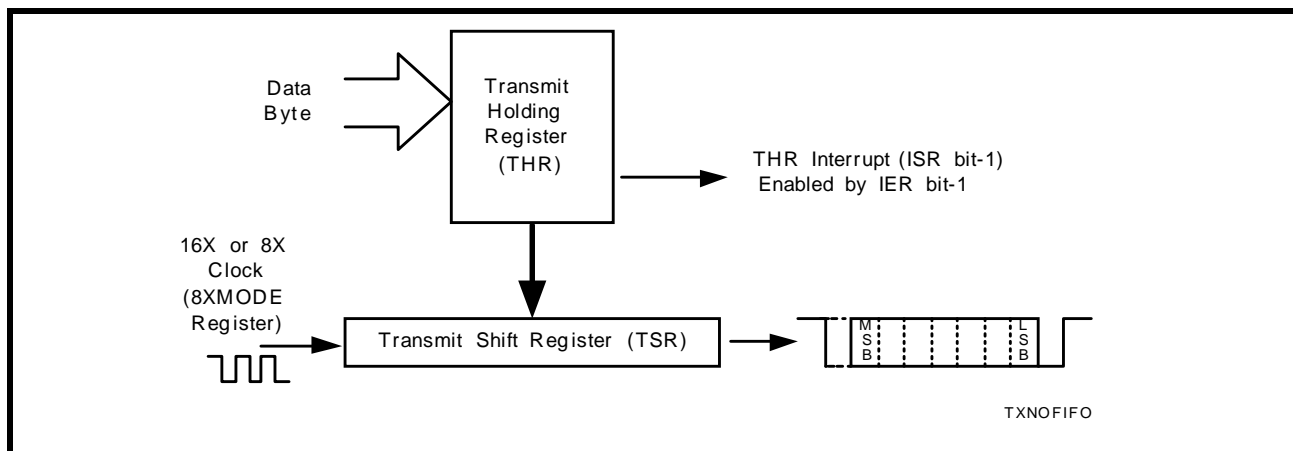 Data
Byte
Transmit
Holding
Register
(THR)
THR Interrupt (ISR bit-1)
Enabled by IER bit-1
16X or 8X
Clock
(8XMODE
Register)
Transmit Shift Register (TSR)
M
S
B
L
S
B
TXNOFIFO